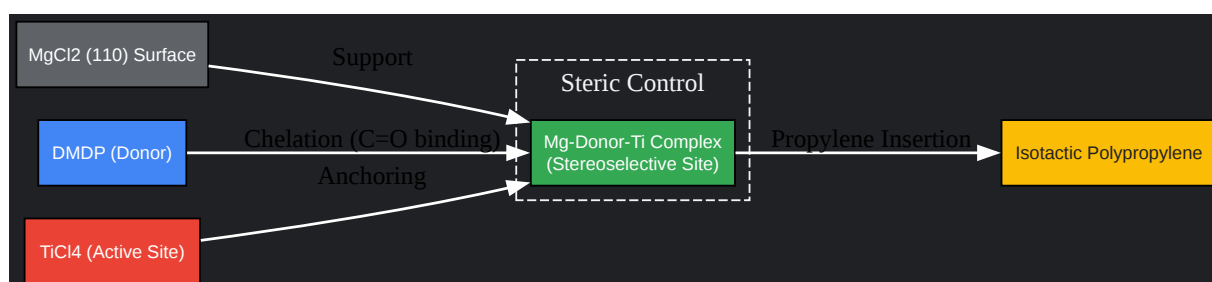 MgCl2 (110) Surface
Support
Steric Control
DMDP (Donor)
Chelation (C=O binding)
Mg-Donor-Ti Complex
(Stereoselective Site)
Propylene Insertion
Isotactic Polypropylene
Anchoring
TiCl4 (Active Site)